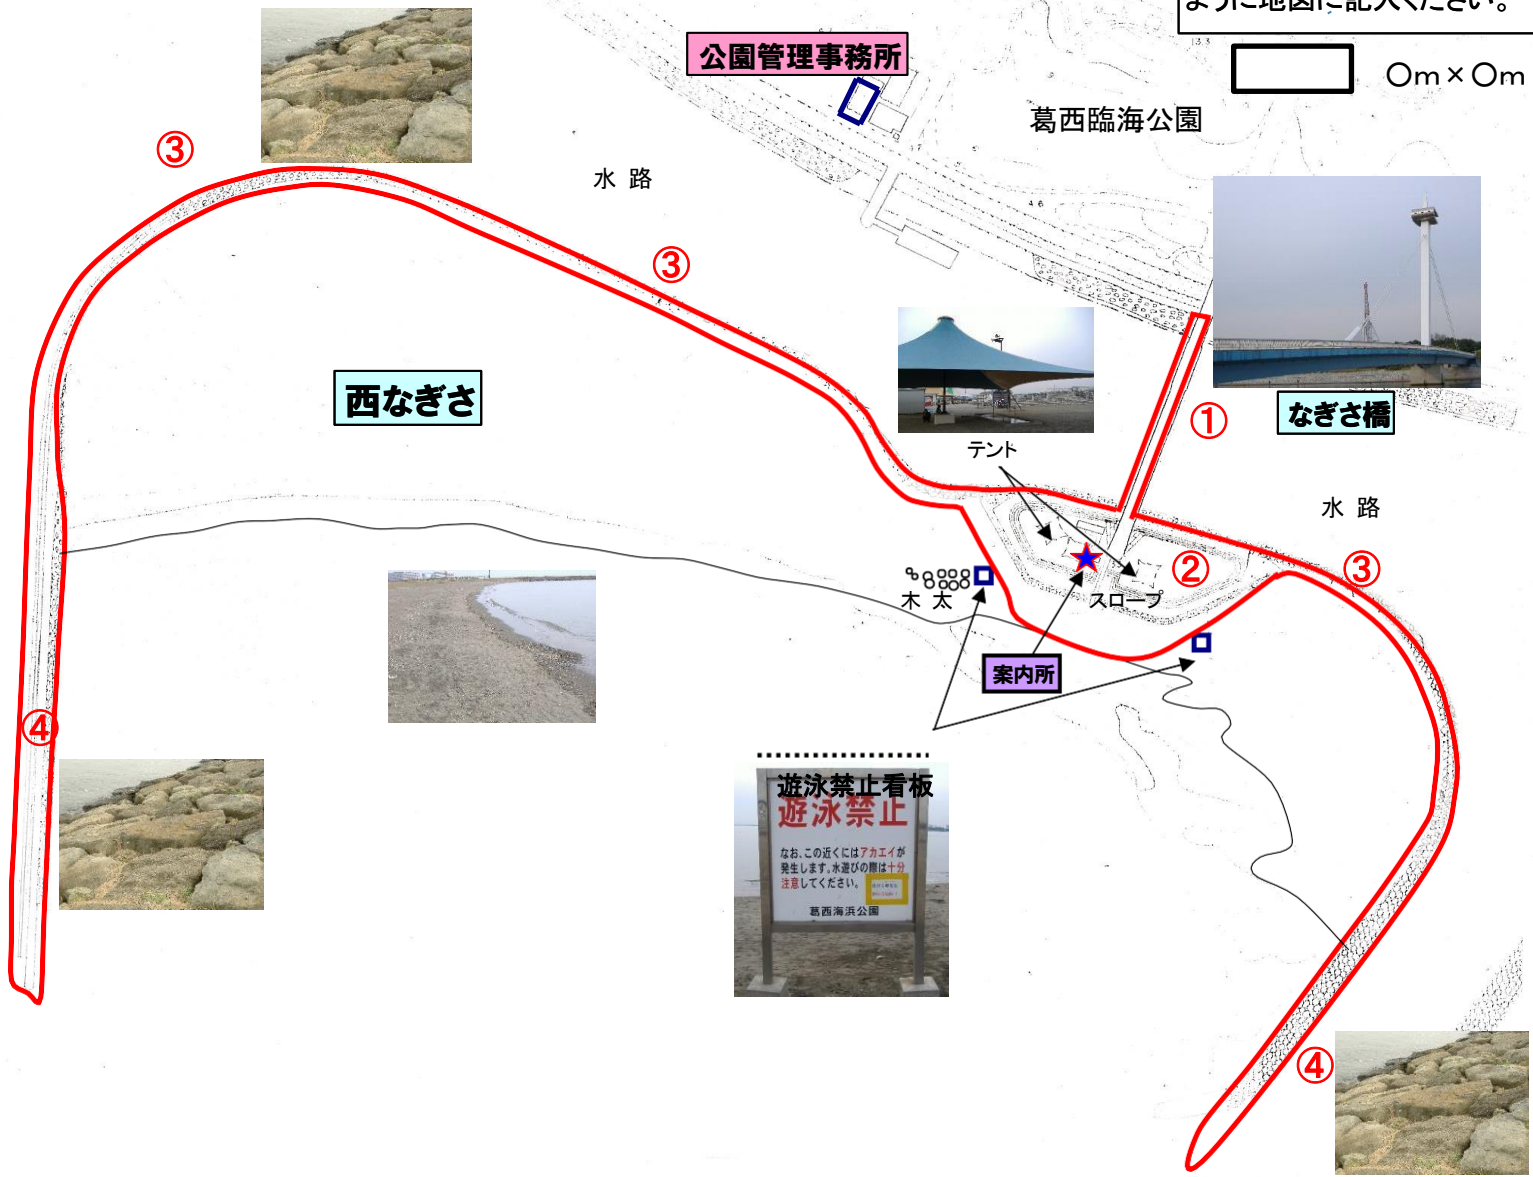 ように地図に記入ください。
〇m×〇m
公園管理事務所
葛西臨海公園
③
水 路
③
西なぎさ
テント
①
なぎさ橋
水 路
②
③
木 太
スロープ
案内所
④
遊泳禁止看板
遊泳禁止
なお、この近くにはアカエイが
発生します。水遊びの際は十分
注意してください。
葛西海浜公園
④